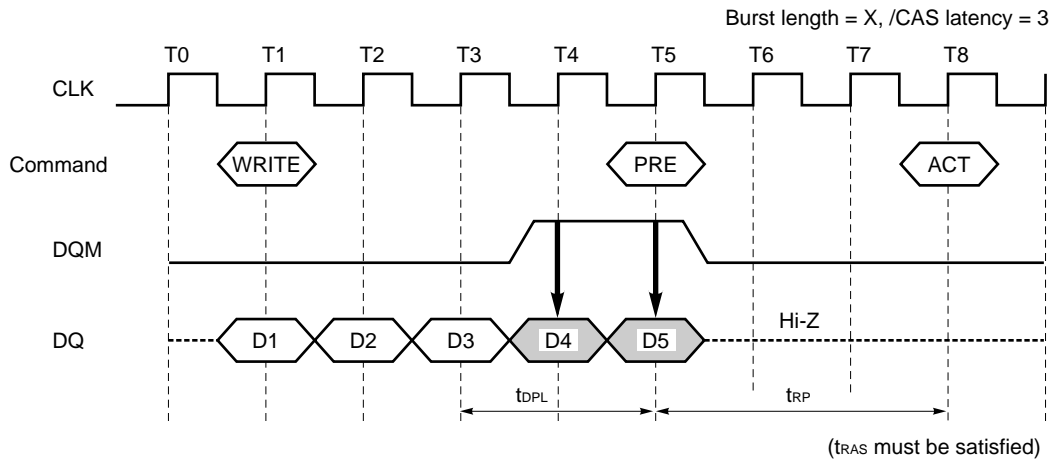 Burst length = X, /CAS latency = 3
T0 T1 T2 T3 T4 T5 T6 T7 T8
CLK
Command WRITE PRE ACT
DQM
DQ D1 D2 D3 D4 D5 Hi-Z
tDPL tRP
(tRAS must be satisfied)